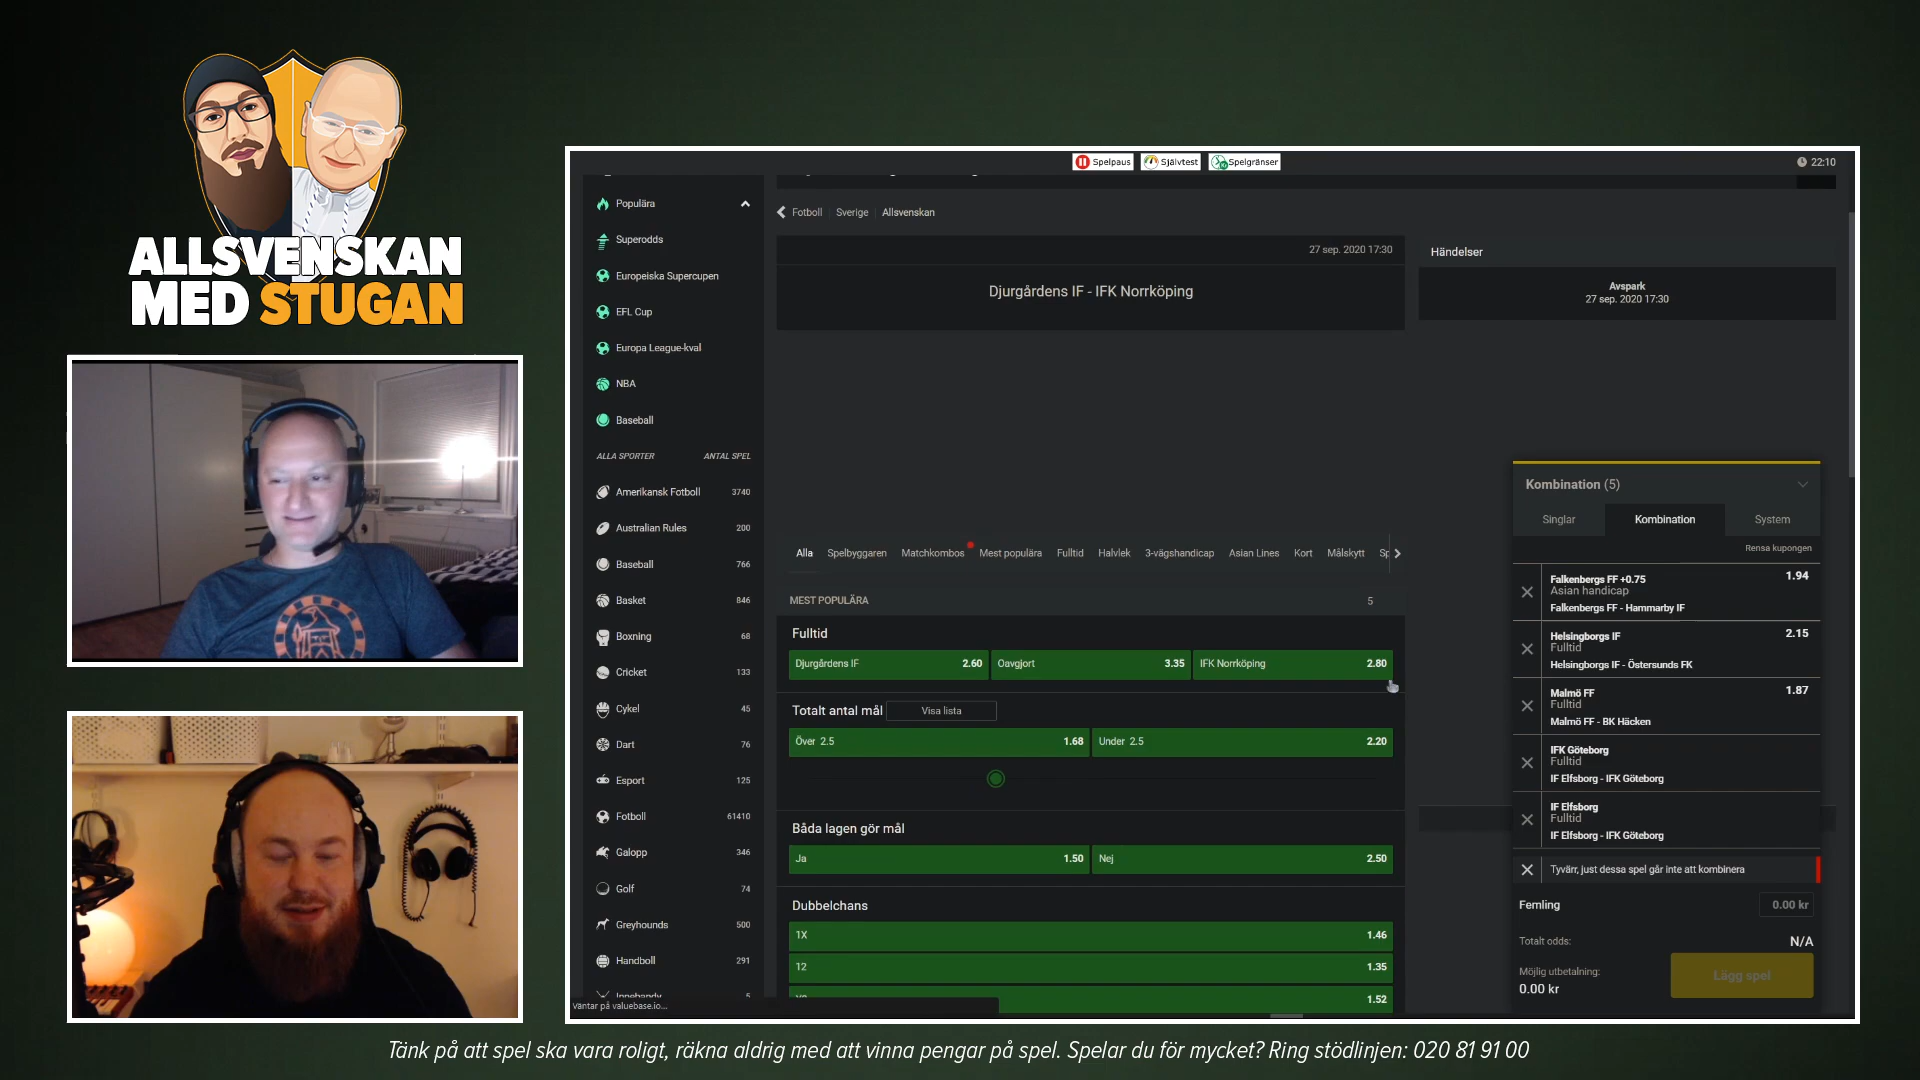 ALLSVENSKAN
MED STUGAN
Spelpaus
Självtest
Spelgränser
22:10
Populära
Superodds
Europeiska Supercupen
EFL Cup
Europa League-kval
NBA
Baseball
ALLA SPORTER ANTAL SPEL
Amerikansk Fotboll 3740
Australian Rules 200
Baseball 766
Basket 846
Boxning 68
Cricket 133
Cykel 45
Dart 76
Esport 125
Fotboll 61410
Galopp 346
Golf 74
Greyhounds 500
Handboll 291
Innebandy 5
Väntar på valuebase.io...
Fotboll Sverige Allsvenskan
27 sep. 2020 17:30
Djurgårdens IF - IFK Norrköping
Händelser
Avspark
27 sep. 2020 17:30
Alla Spelbyggaren Matchkombos Mest populära Fulltid Halvlek 3-vägshandicap Asian Lines Kort Målskytt Sp
MEST POPULÄRA 5
Fulltid
Djurgårdens IF 2.60 Oavgjort 3.35 IFK Norrköping 2.80
Totalt antal mål Visa lista
Över 2.5 1.68 Under 2.5 2.20
Båda lagen gör mål
Ja 1.50 Nej 2.50
Dubbelchans
1X 1.46
12 1.35
1.52
Kombination (5)
Singlar Kombination System
Rensa kupongen
Falkenbergs FF +0.75 1.94
Asian handicap
Falkenbergs FF - Hammarby IF
Helsingborgs IF 2.15
Fulltid
Helsingborgs IF - Östersunds FK
Malmö FF 1.87
Fulltid
Malmö FF - BK Häcken
IFK Göteborg
Fulltid
IF Elfsborg - IFK Göteborg
IF Elfsborg
Fulltid
IF Elfsborg - IFK Göteborg
Tyvärr, just dessa spel går inte att kombinera
Femling 0.00 kr
Totalt odds: N/A
Möjlig utbetalning:
0.00 kr
Lägg spel
Tänk på att spel ska vara roligt, räkna aldrig med att vinna pengar på spel. Spelar du för mycket? Ring stödlinjen: 020 81 91 00